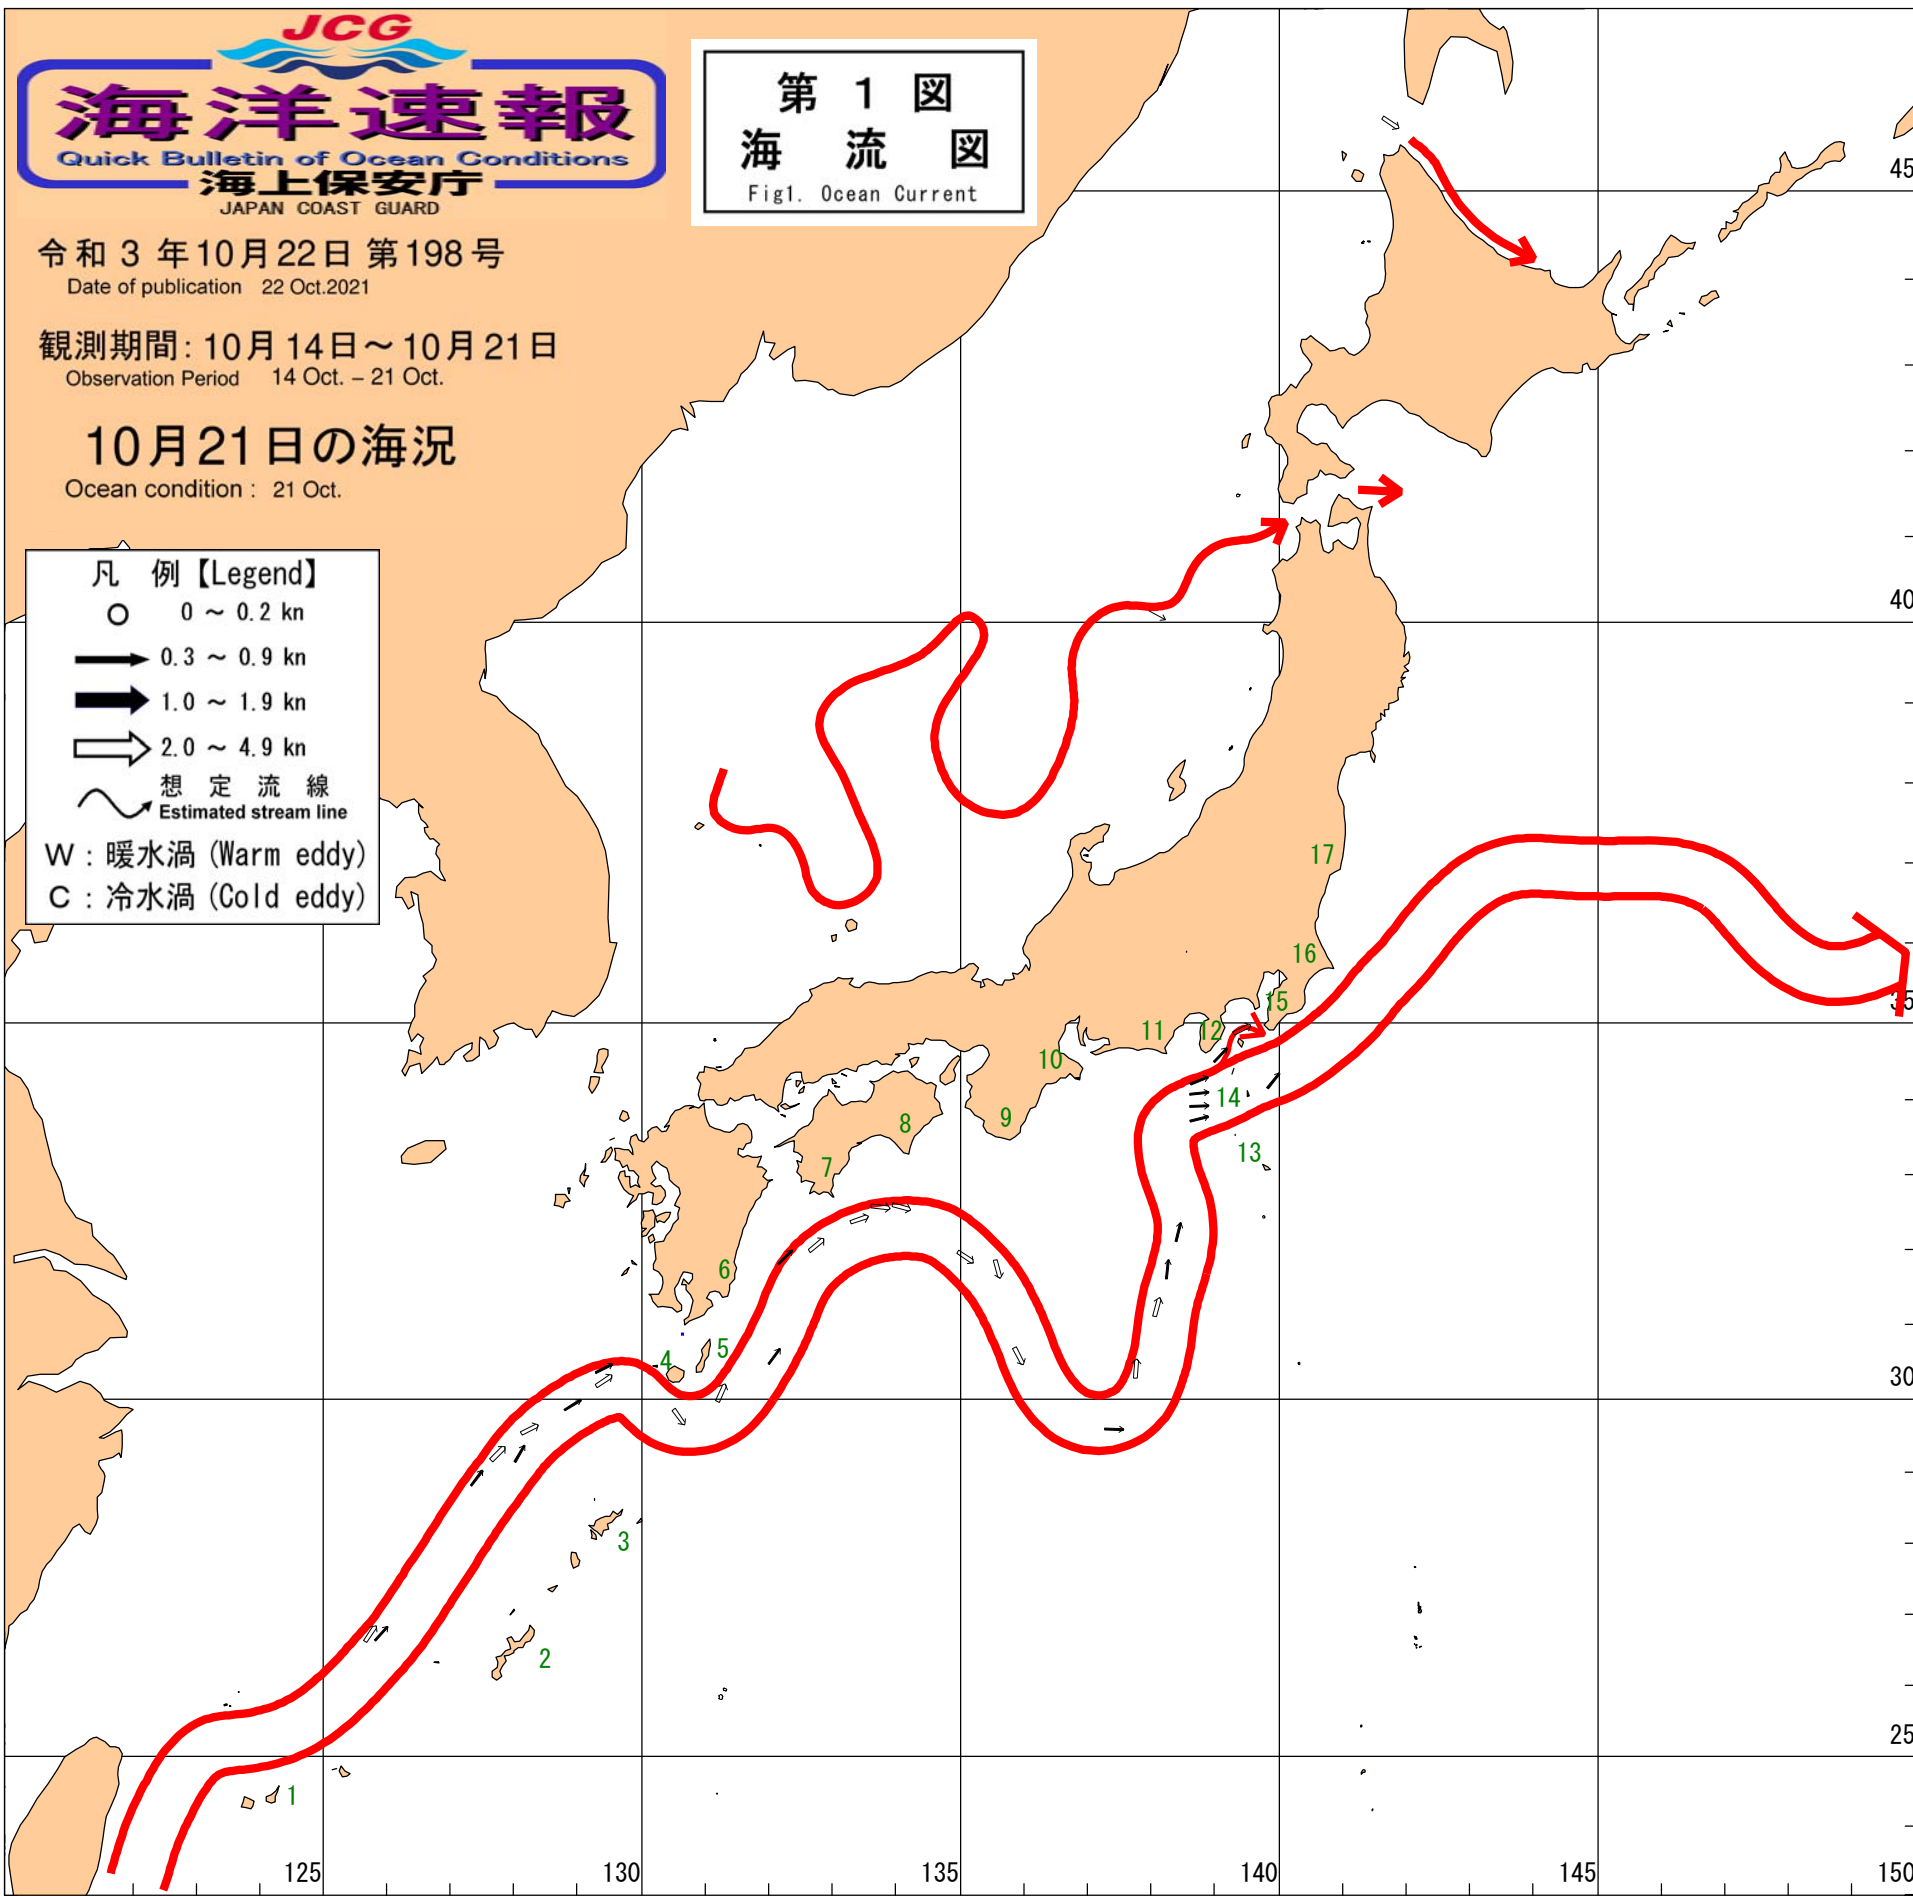 JCG
海洋速報
Quick Bulletin of Ocean Conditions
海上保安庁
JAPAN COAST GUARD
令和 3 年10月22日 第198号
Date of publication 22 Oct.2021
観測期間: 10月14日～10月21日
Observation Period 14 Oct. – 21 Oct.
10月21日の海況
Ocean condition : 21 Oct.
第 1 図
海 流 図
Fig1. Ocean Current
凡 例【Legend】
0 ～ 0.2 kn
0.3 ～ 0.9 kn
1.0 ～ 1.9 kn
2.0 ～ 4.9 kn
想 定 流 線
Estimated stream line
W : 暖水渦 (Warm eddy)
C : 冷水渦 (Cold eddy)
45
40
17
16
35
15
12
11
10
14
9
8
13
7
6
5
4
30
3
2
25
1
125
130
135
140
145
150